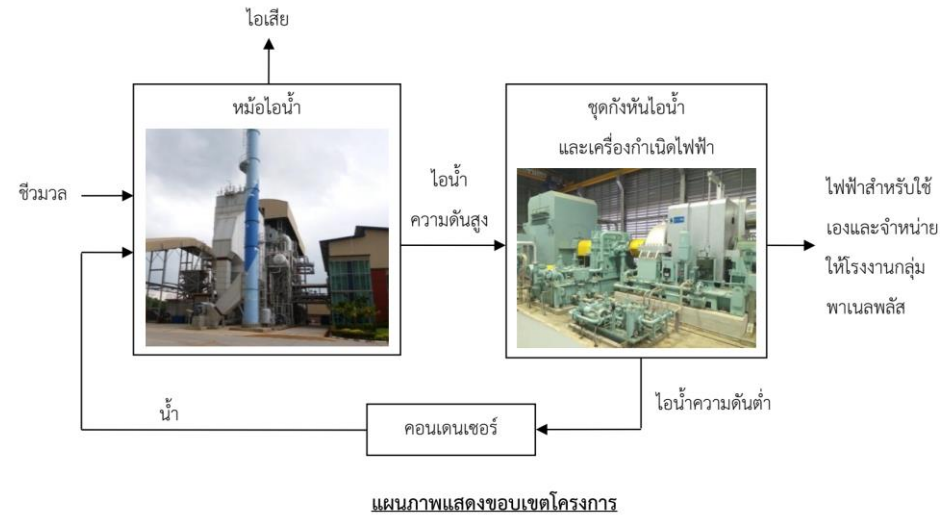 ไอเสีย
หม้อไอน้ำ
ชีวมวล
ไอน้ำ
ความดันสูง
ชุดกังหันไอน้ำ
และเครื่องกำเนิดไฟฟ้า
ไฟฟ้าสำหรับใช้
เองและจำหน่าย
ให้โรงงานกลุ่ม
พาเนลพลัส
ไอน้ำความดันต่ำ
คอนเดนเซอร์
น้ำ
แผนภาพแสดงขอบเขตโครงการ